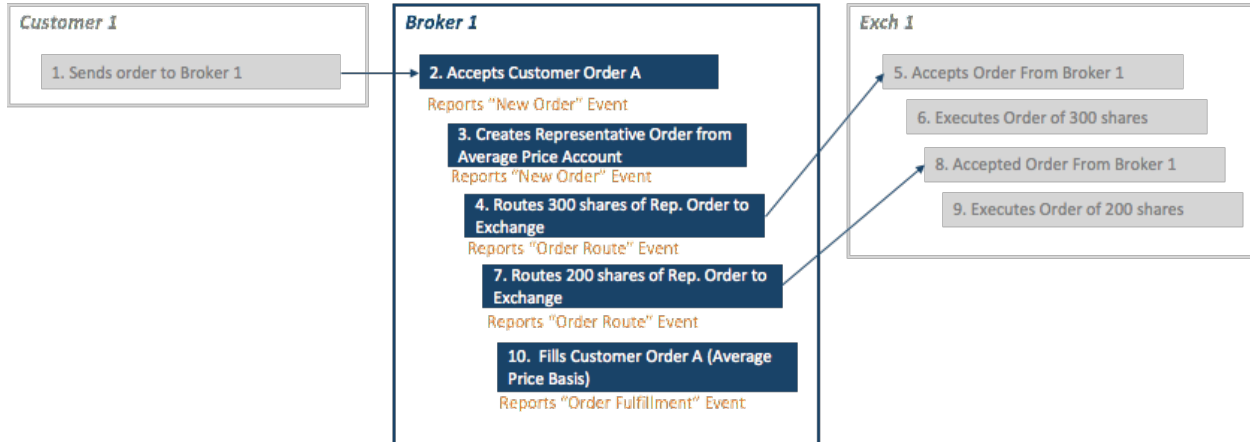 Customer 1
1. Sends order to Broker 1
Broker 1
2. Accepts Customer Order A
Reports "New Order" Event
3. Creates Representative Order from
Average Price Account
Reports "New Order" Event
4. Routes 300 shares of Rep. Order to
Exchange
Reports "Order Route" Event
7. Routes 200 shares of Rep. Order to
Exchange
Reports "Order Route" Event
10. Fills Customer Order A (Average
Price Basis)
Reports "Order Fulfillment" Event
Exch 1
5. Accepts Order From Broker 1
6. Executes Order of 300 shares
8. Accepted Order From Broker 1
9. Executes Order of 200 shares